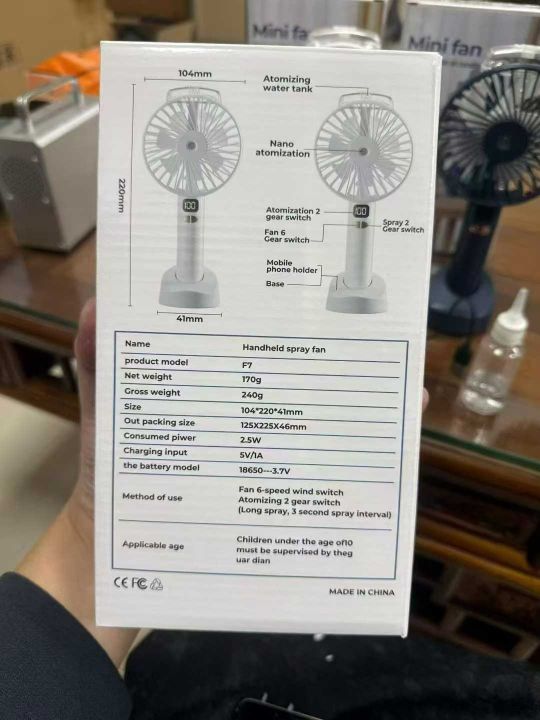 Mini fa
Mini fan
104mm
Atomizing
water tank
Nano
atomization
220mm
100
100
Atomization 2
gear switch
Spray 2
Gear switch
Fan 6
Gear switch
Mobile
phone holder
Base
41mm
Name Handheld spray fan
product model F7
Net weight 170g
Gross weight 240g
Size 104*220*41mm
Out packing size 125X225X46mm
Consumed piwer 2.5W
Charging input 5V/1A
the battery model 18650---3.7V
Method of use
Fan 6-speed wind switch
Atomizing 2 gear switch
(Long spray, 3 second spray interval)
Applicable age
Children under the age of10
must be supervised by theg
uar dian
CE FC
MADE IN CHINA